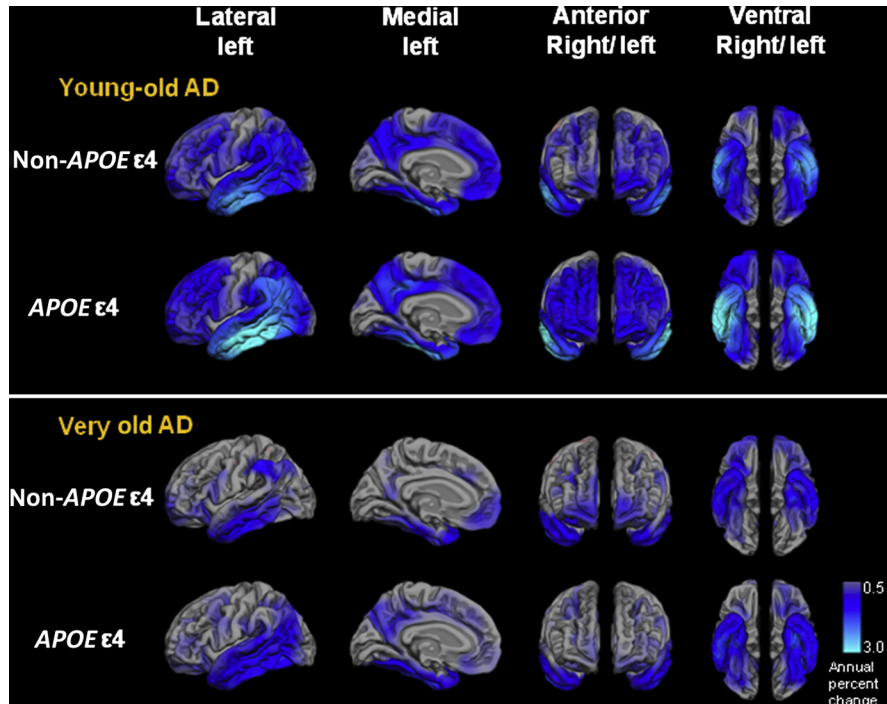 Lateral left
Medial left
Anterior Right/left
Ventral Right/left
Young-old AD
Non-APOE ε4
APOE ε4
Very old AD
Non-APOE ε4
APOE ε4
0.5
3.0
Annual
percent
change